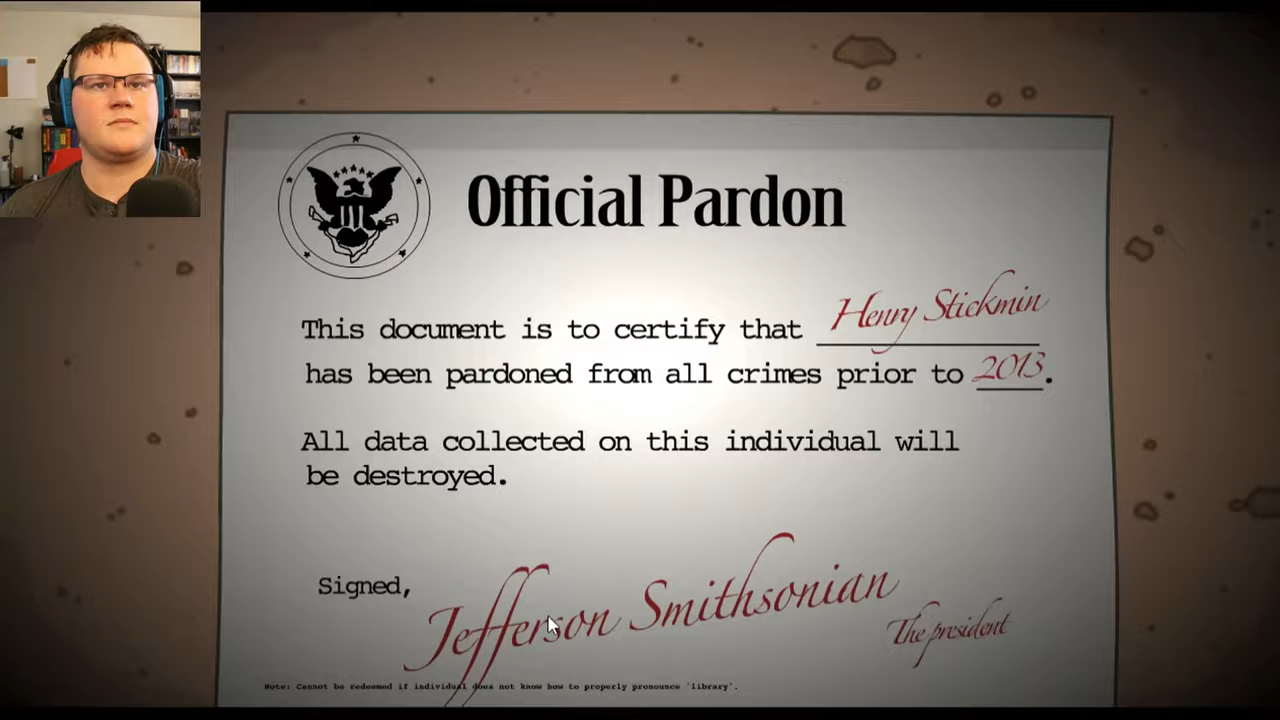 Official Pardon
This document is to certify that Henry Stickmin
has been pardoned from all crimes prior to 2013.
All data collected on this individual will
be destroyed.
Signed,
Jefferson Smithsonian
The president
Note: Cannot be redeemed if individual does not know how to properly pronounce `library`.